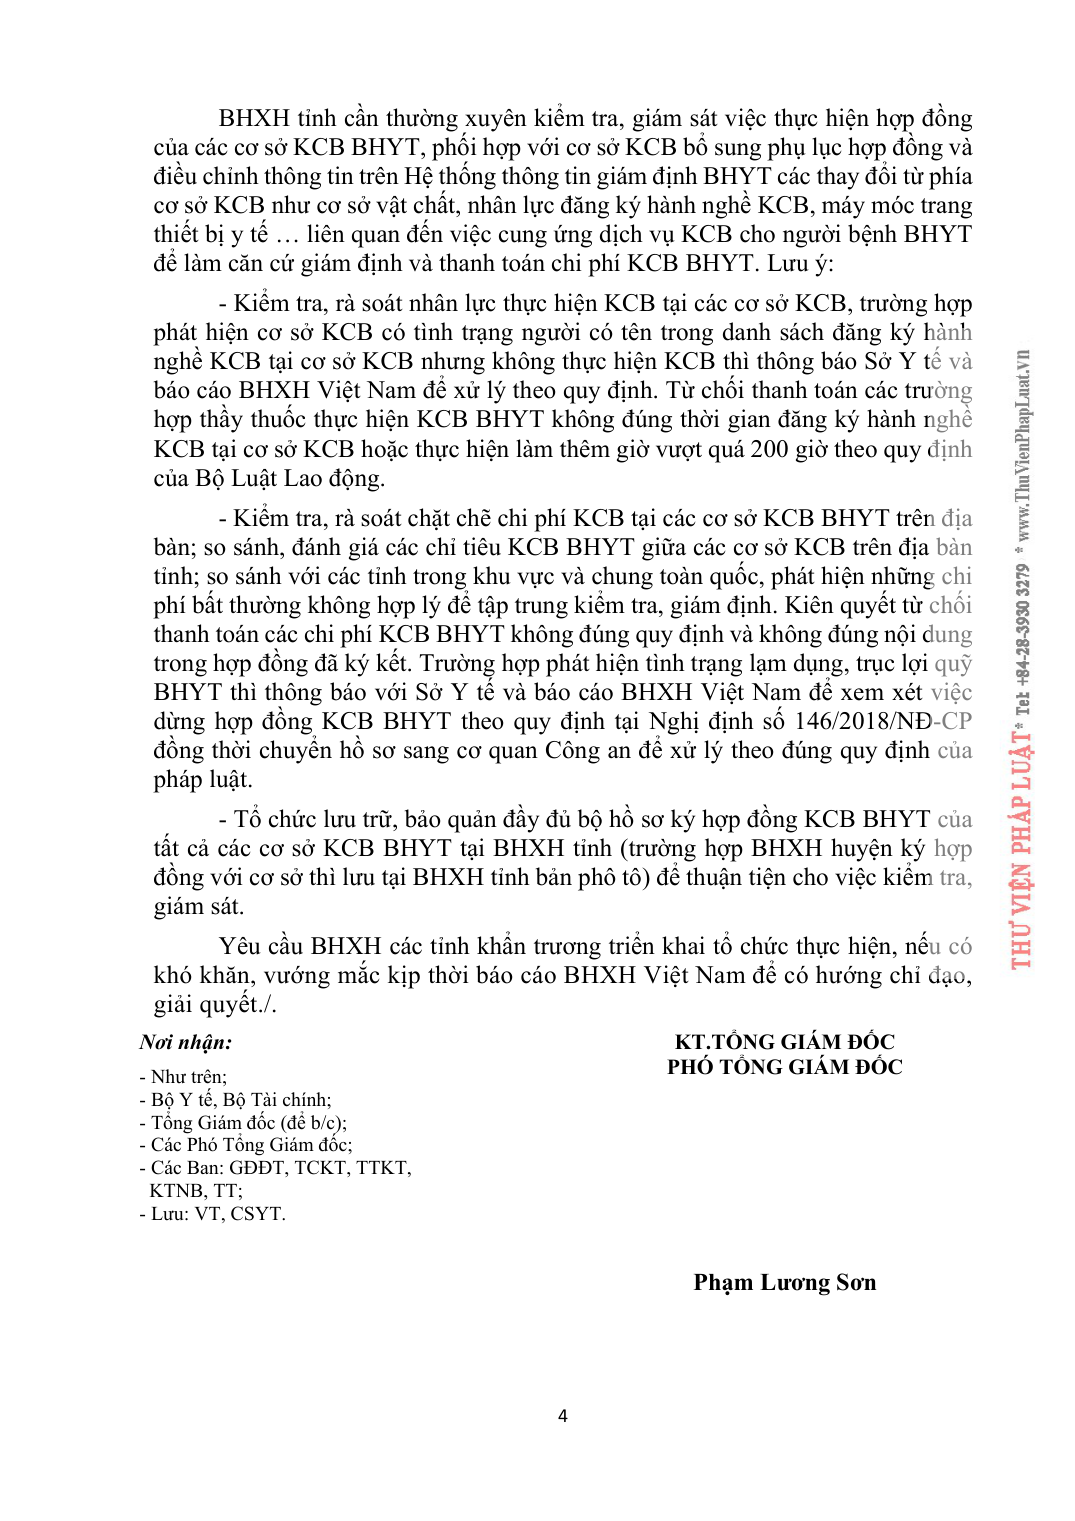 BHXH tỉnh cần thường xuyên kiểm tra, giám sát việc thực hiện hợp đồng
của các cơ sở KCB BHYT, phối hợp với cơ sở KCB bổ sung phụ lục hợp đồng và
điều chỉnh thông tin trên Hệ thống thông tin giám định BHYT các thay đổi từ phía
cơ sở KCB như cơ sở vật chất, nhân lực đăng ký hành nghề KCB, máy móc trang
thiết bị y tế … liên quan đến việc cung ứng dịch vụ KCB cho người bệnh BHYT
để làm căn cứ giám định và thanh toán chi phí KCB BHYT. Lưu ý:
- Kiểm tra, rà soát nhân lực thực hiện KCB tại các cơ sở KCB, trường hợp
phát hiện cơ sở KCB có tình trạng người có tên trong danh sách đăng ký hành
nghề KCB tại cơ sở KCB nhưng không thực hiện KCB thì thông báo Sở Y tế và
báo cáo BHXH Việt Nam để xử lý theo quy định. Từ chối thanh toán các trường
hợp thầy thuốc thực hiện KCB BHYT không đúng thời gian đăng ký hành nghề
KCB tại cơ sở KCB hoặc thực hiện làm thêm giờ vượt quá 200 giờ theo quy định
của Bộ Luật Lao động.
- Kiểm tra, rà soát chặt chẽ chi phí KCB tại các cơ sở KCB BHYT trên địa
bàn; so sánh, đánh giá các chỉ tiêu KCB BHYT giữa các cơ sở KCB trên địa bàn
tỉnh; so sánh với các tỉnh trong khu vực và chung toàn quốc, phát hiện những chi
phí bất thường không hợp lý để tập trung kiểm tra, giám định. Kiên quyết từ chối
thanh toán các chi phí KCB BHYT không đúng quy định và không đúng nội dung
trong hợp đồng đã ký kết. Trường hợp phát hiện tình trạng lạm dụng, trục lợi quỹ
BHYT thì thông báo với Sở Y tế và báo cáo BHXH Việt Nam để xem xét việc
dừng hợp đồng KCB BHYT theo quy định tại Nghị định số 146/2018/NĐ-CP
đồng thời chuyển hồ sơ sang cơ quan Công an để xử lý theo đúng quy định của
pháp luật.
- Tổ chức lưu trữ, bảo quản đầy đủ bộ hồ sơ ký hợp đồng KCB BHYT của
tất cả các cơ sở KCB BHYT tại BHXH tỉnh (trường hợp BHXH huyện ký hợp
đồng với cơ sở thì lưu tại BHXH tỉnh bản phô tô) để thuận tiện cho việc kiểm tra,
giám sát.
Yêu cầu BHXH các tỉnh khẩn trương triển khai tổ chức thực hiện, nếu có
khó khăn, vướng mắc kịp thời báo cáo BHXH Việt Nam để có hướng chỉ đạo,
giải quyết./.
Nơi nhận:
- Như trên;
- Bộ Y tế, Bộ Tài chính;
- Tổng Giám đốc (để b/c);
- Các Phó Tổng Giám đốc;
- Các Ban: GĐĐT, TCKT, TTKT,
KTNB, TT;
- Lưu: VT, CSYT.
KT.TỔNG GIÁM ĐỐC
PHÓ TỔNG GIÁM ĐỐC
Phạm Lương Sơn
4
THƯ VIỆN PHÁP LUẬT * Tel: +84-28-3930 3279 * www.ThuVienPhapLuat.vn